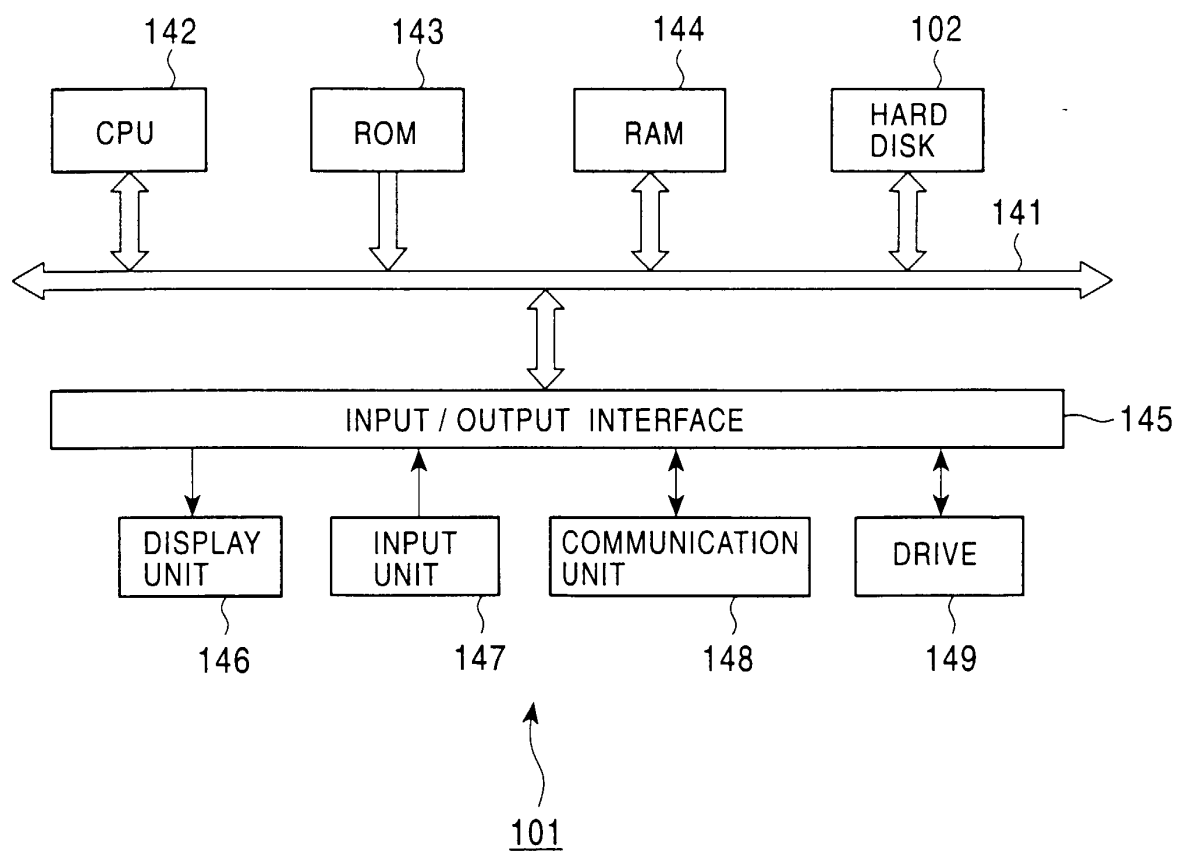 142
143
144
102
CPU
ROM
RAM
HARD
DISK
141
INPUT / OUTPUT INTERFACE
145
DISPLAY
UNIT
INPUT
UNIT
COMMUNICATION
UNIT
DRIVE
146
147
148
149
101